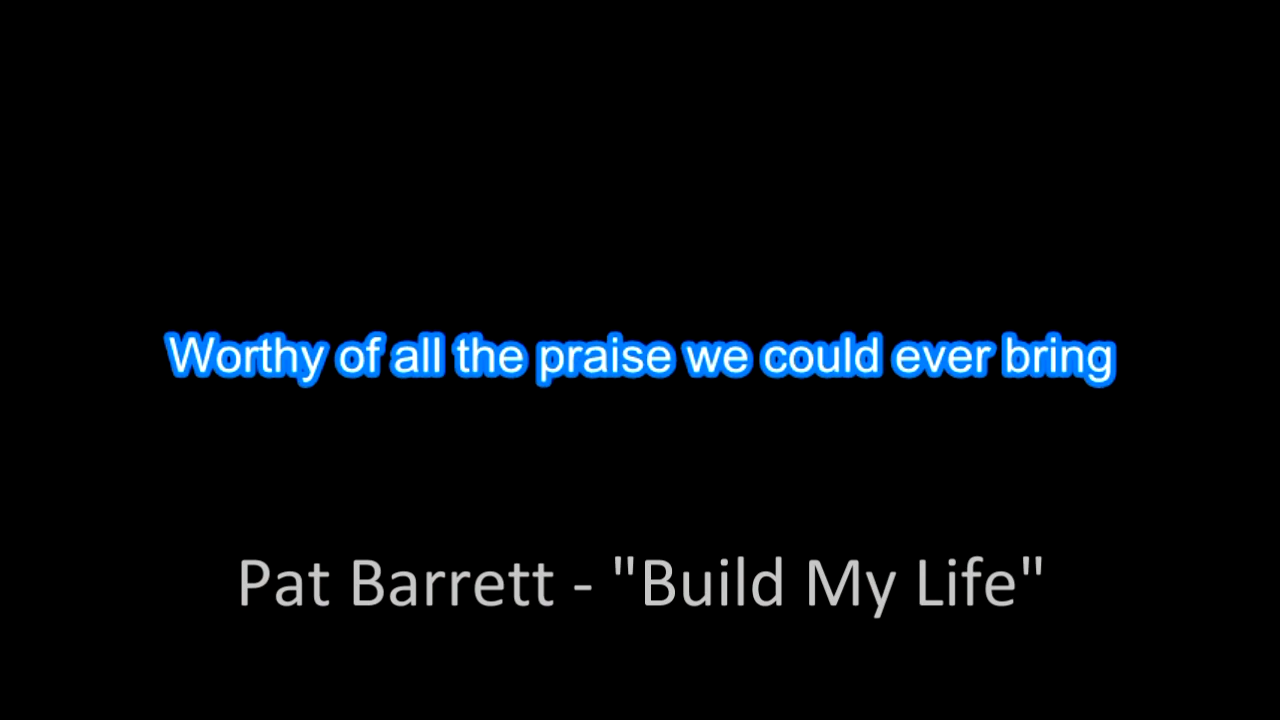 Worthy of all the praise we could ever bring
Pat Barrett - "Build My Life"